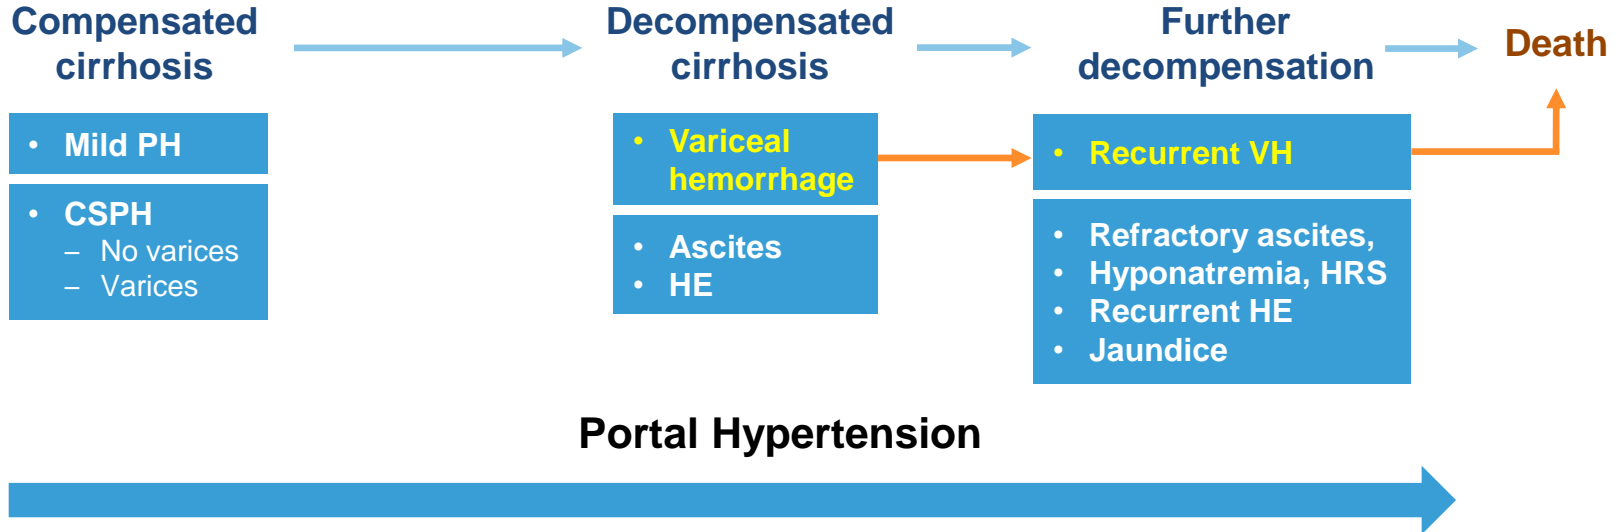 Compensated
cirrhosis
Decompensated
cirrhosis
Further
decompensation
Death
• Mild PH
• CSPH
– No varices
– Varices
• Variceal
hemorrhage
• Ascites
• HE
• Recurrent VH
• Refractory ascites,
• Hyponatremia, HRS
• Recurrent HE
• Jaundice
Portal Hypertension